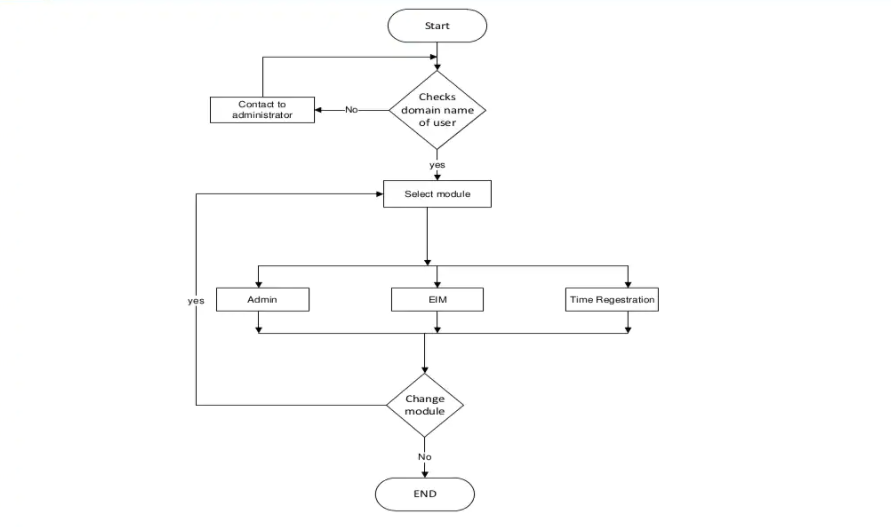 Start
Checks
domain name
of user
No
Contact to
administrator
yes
Select module
Admin
EIM
Time Regestration
yes
Change
module
No
END